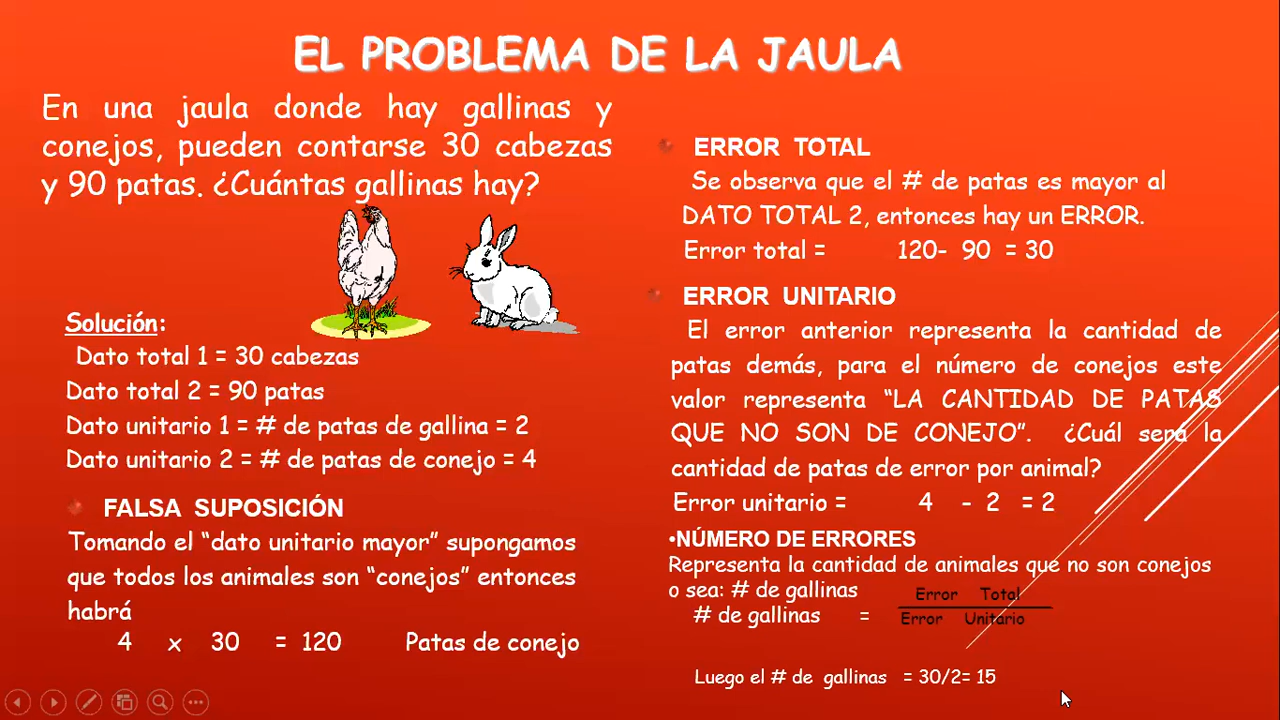 EL PROBLEMA DE LA JAULA
En una jaula donde hay gallinas y
conejos, pueden contarse 30 cabezas
y 90 patas. ¿Cuántas gallinas hay?
Solución:
Dato total 1 = 30 cabezas
Dato total 2 = 90 patas
Dato unitario 1 = # de patas de gallina = 2
Dato unitario 2 = # de patas de conejo = 4
FALSA SUPOSICIÓN
Tomando el “dato unitario mayor” supongamos
que todos los animales son “conejos” entonces
habrá
4 x 30 = 120 Patas de conejo
ERROR TOTAL
Se observa que el # de patas es mayor al
DATO TOTAL 2, entonces hay un ERROR.
Error total = 120- 90 = 30
ERROR UNITARIO
El error anterior representa la cantidad de
patas demás, para el número de conejos este
valor representa “LA CANTIDAD DE PATAS
QUE NO SON DE CONEJO”. ¿Cuál será la
cantidad de patas de error por animal?
Error unitario = 4 - 2 = 2
•NÚMERO DE ERRORES
Representa la cantidad de animales que no son conejos
o sea: # de gallinas
Error Total
# de gallinas =
Error Unitario
Luego el # de gallinas = 30/2= 15